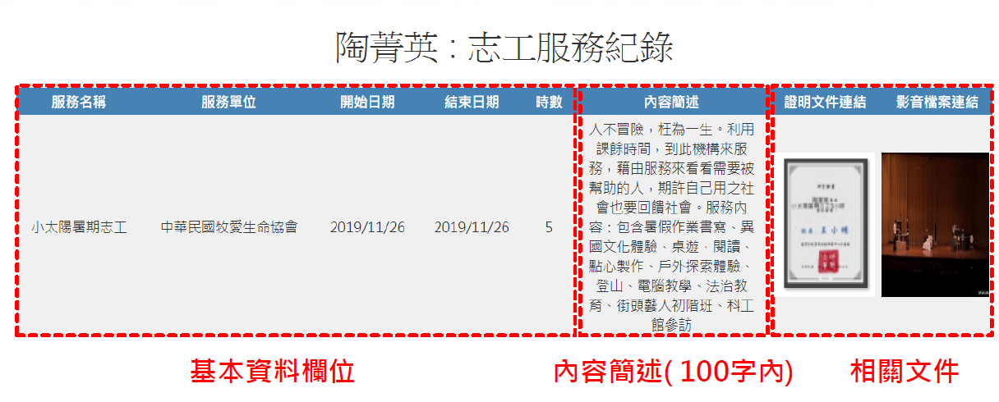 陶菁英：志工服務紀錄
服務名稱 服務單位 開始日期 結束日期 時數 內容簡述 證明文件連結 影音檔案連結
小太陽暑期志工 中華民國牧愛生命協會 2019/11/26 2019/11/26 5
人不冒險，枉為一生。利用
課餘時間，到此機構來服
務，藉由服務來看看需要被
幫助的人，期許自己用之社
會也要回饋社會。服務內
容：包含暑假作業書寫、異
國文化體驗、桌遊、閱讀、
點心製作、戶外探索體驗、
登山、電腦教學、法治教
育、街頭藝人初階班、科工
館參訪
基本資料欄位 內容簡述( 100字內) 相關文件